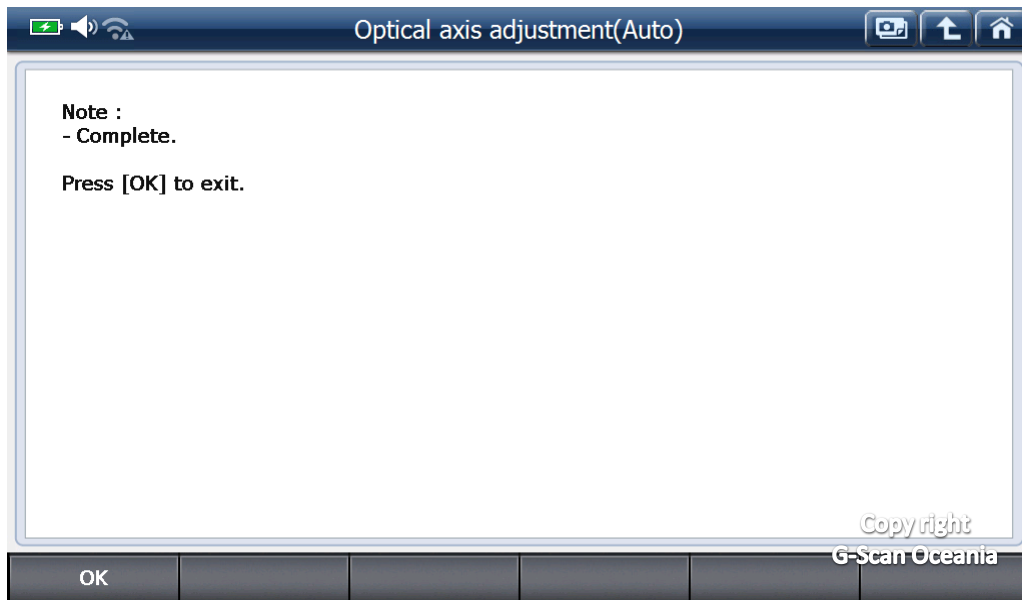 Optical axis adjustment(Auto)
Note :
- Complete.
Press [OK] to exit.
Copy right
G-Scan Oceania
OK